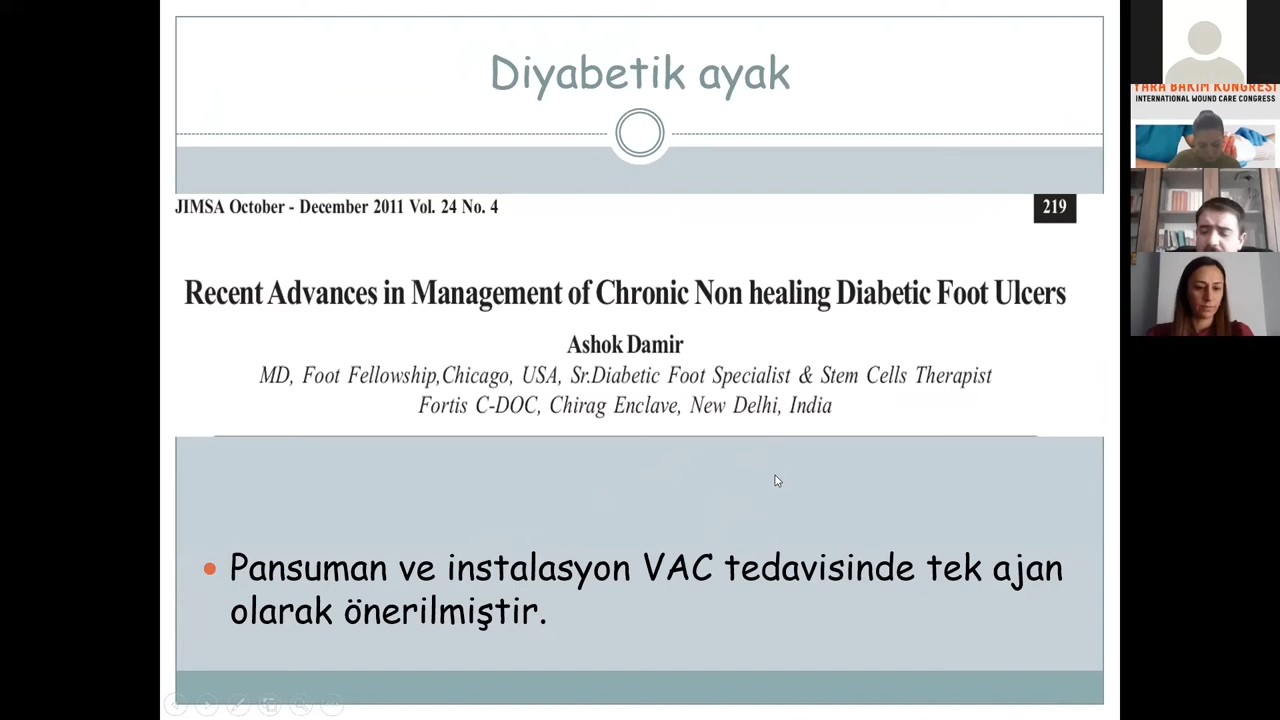 Diyabetik ayak
JIMSA October - December 2011 Vol. 24 No. 4
219
Recent Advances in Management of Chronic Non healing Diabetic Foot Ulcers
Ashok Damir
MD, Foot Fellowship,Chicago, USA, Sr.Diabetic Foot Specialist & Stem Cells Therapist
Fortis C-DOC, Chirag Enclave, New Delhi, India
Pansuman ve instalasyon VAC tedavisinde tek ajan
olarak önerilmiştir.
YARA BAKIM KONGRESİ
INTERNATIONAL WOUND CARE CONGRESS